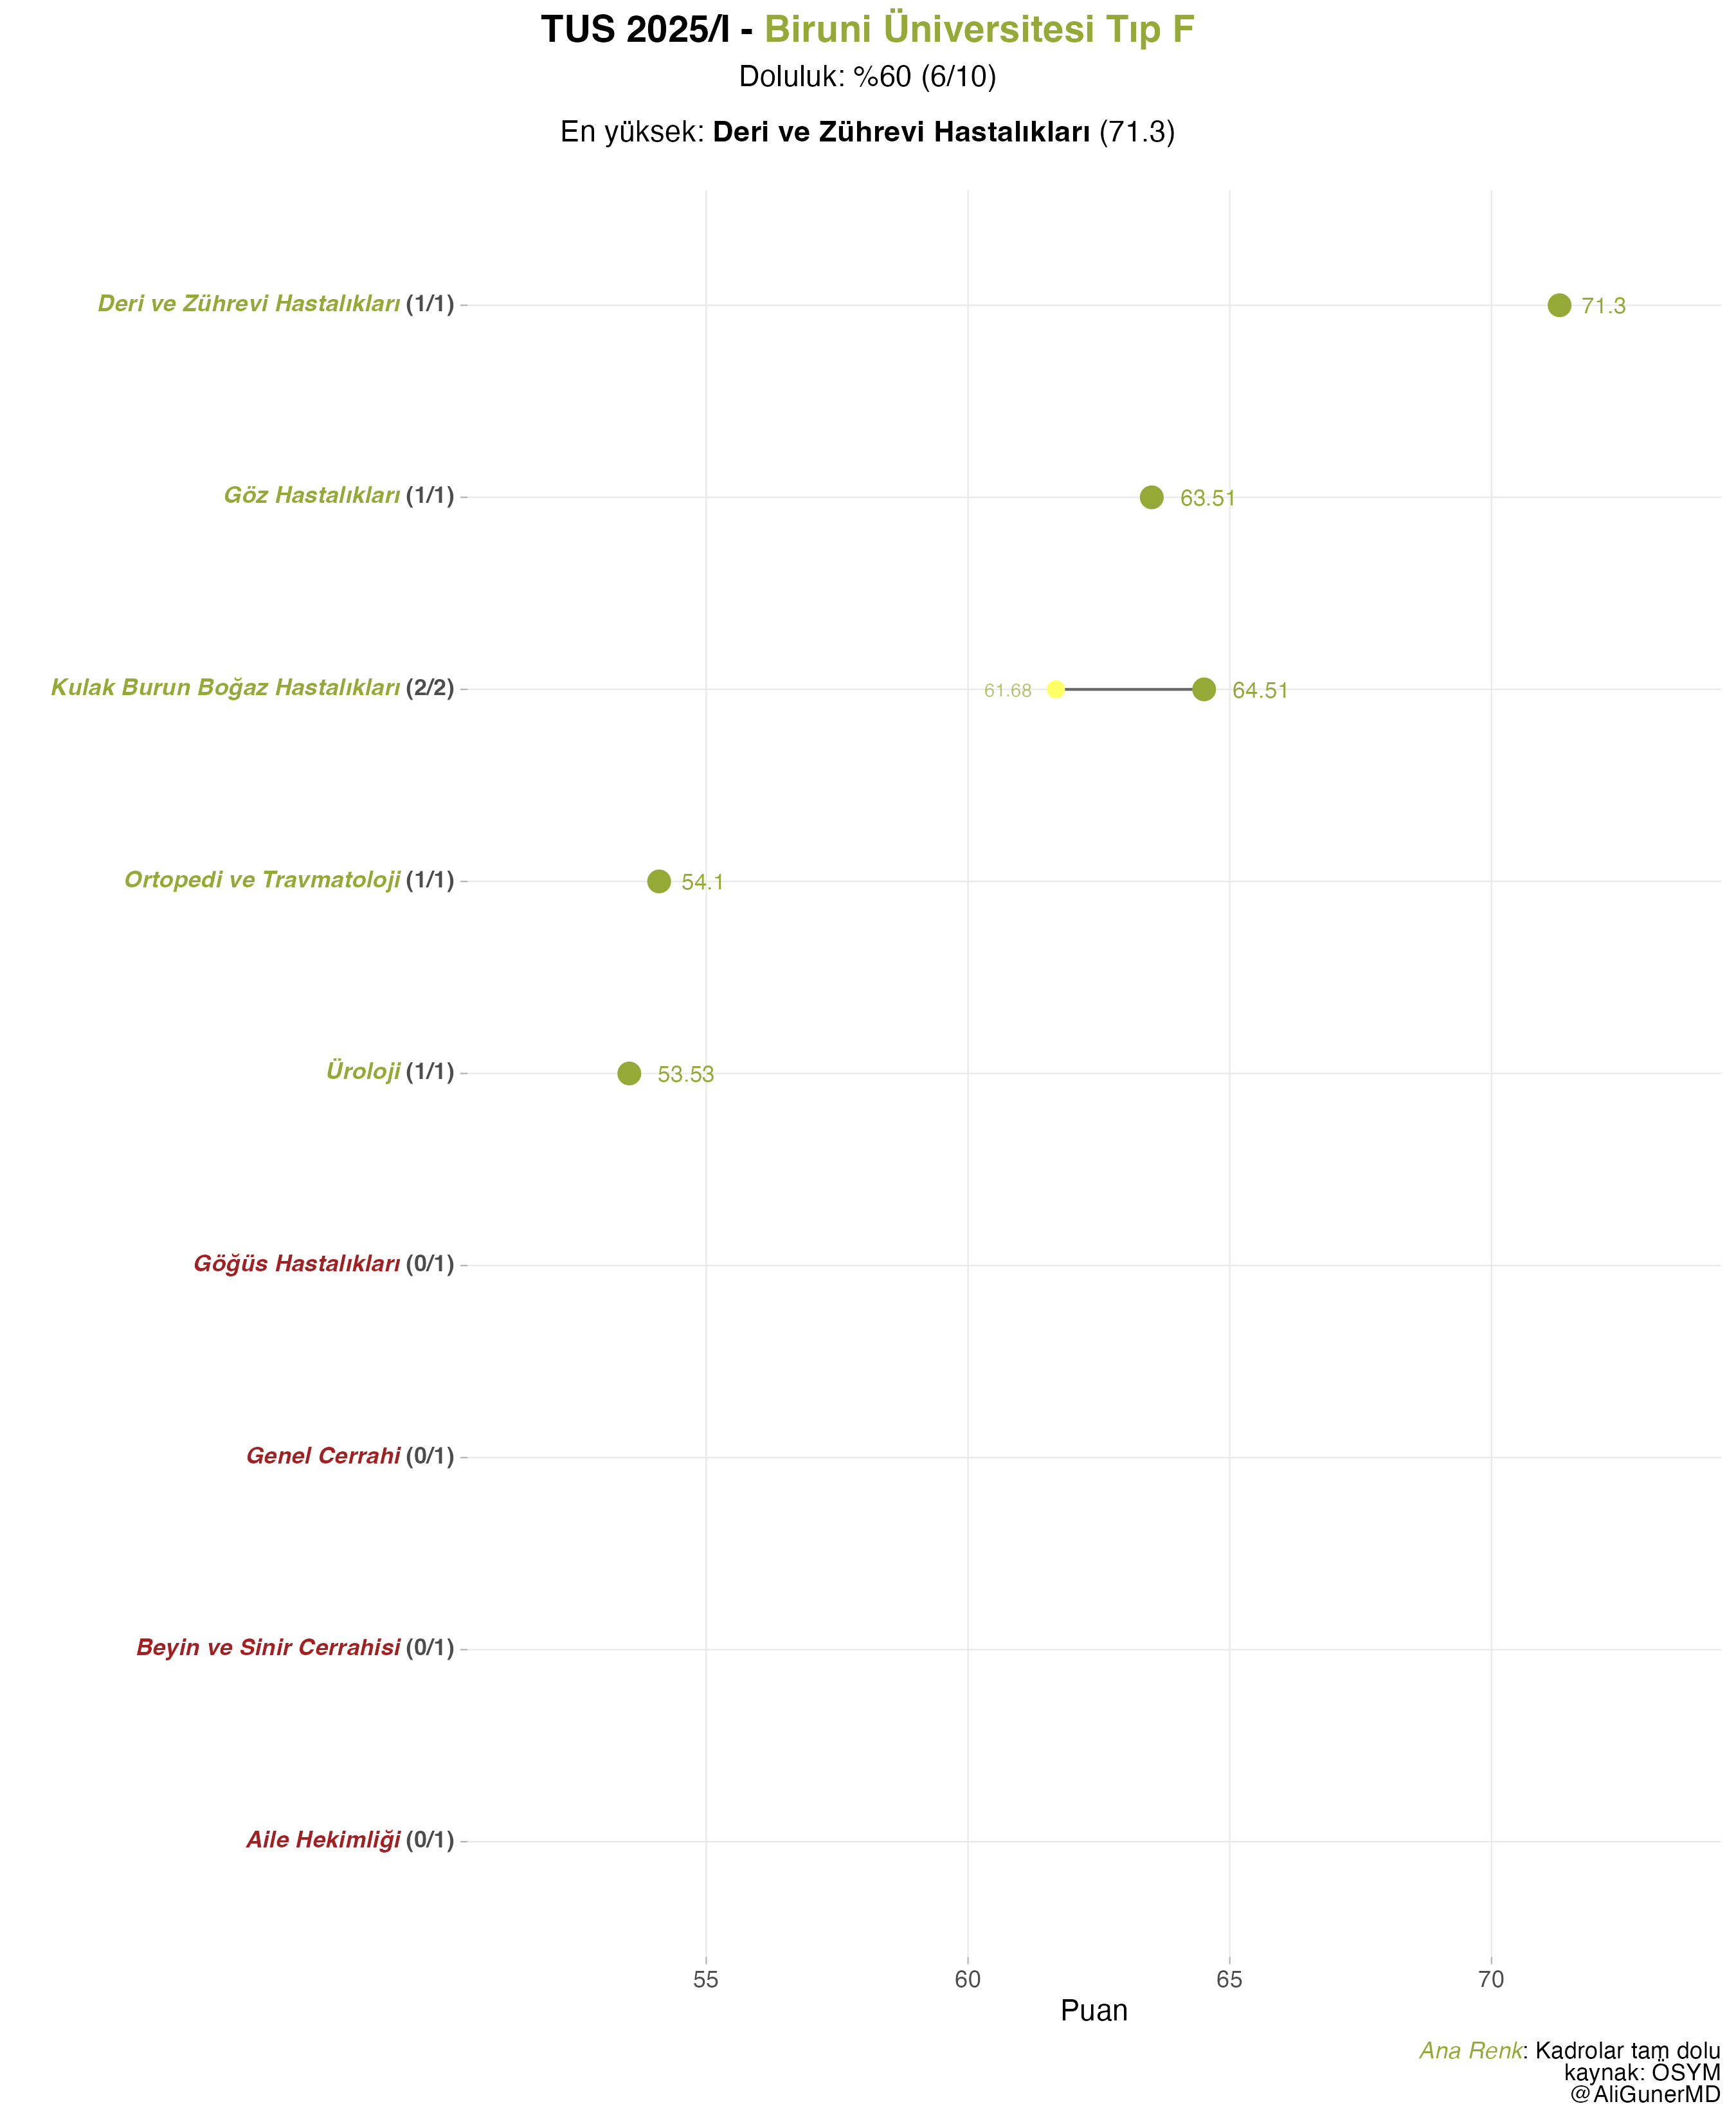 TUS 2025/I - Biruni Üniversitesi Tıp F
Doluluk: %60 (6/10)
En yüksek: Deri ve Zührevi Hastalıkları (71.3)
Deri ve Zührevi Hastalıkları (1/1)
71.3
Göz Hastalıkları (1/1)
63.51
Kulak Burun Boğaz Hastalıkları (2/2)
61.68
64.51
Ortopedi ve Travmatoloji (1/1)
54.1
Üroloji (1/1)
53.53
Göğüs Hastalıkları (0/1)
Genel Cerrahi (0/1)
Beyin ve Sinir Cerrahisi (0/1)
Aile Hekimliği (0/1)
55 60 65 70
Puan
Ana Renk: Kadrolar tam dolu
kaynak: ÖSYM
@AliGunerMD